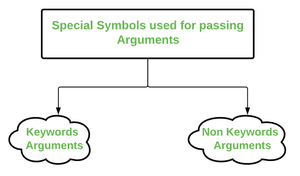 Special Symbols used for passing
Arguments
Keywords
Arguments
Non Keywords
Arguments